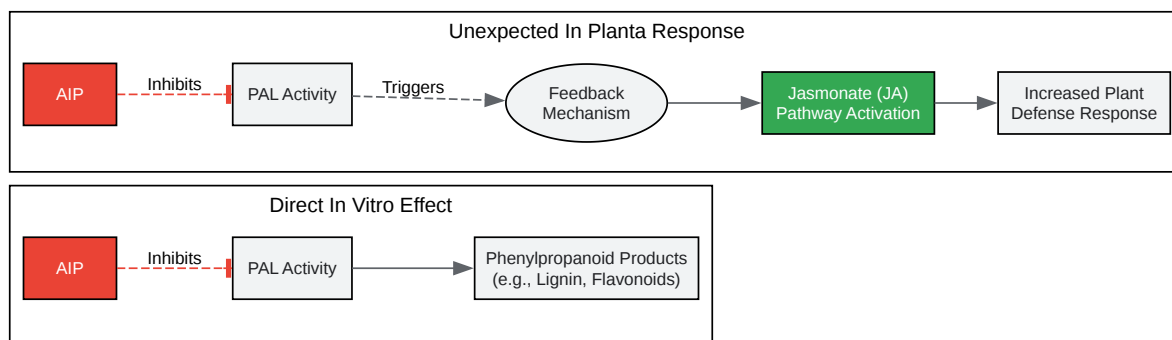 Unexpected In Planta Response
AIP
Inhibits
PAL Activity
Triggers
Feedback
Mechanism
Jasmonate (JA)
Pathway Activation
Increased Plant
Defense Response
Direct In Vitro Effect
AIP
Inhibits
PAL Activity
Phenylpropanoid Products
(e.g., Lignin, Flavonoids)